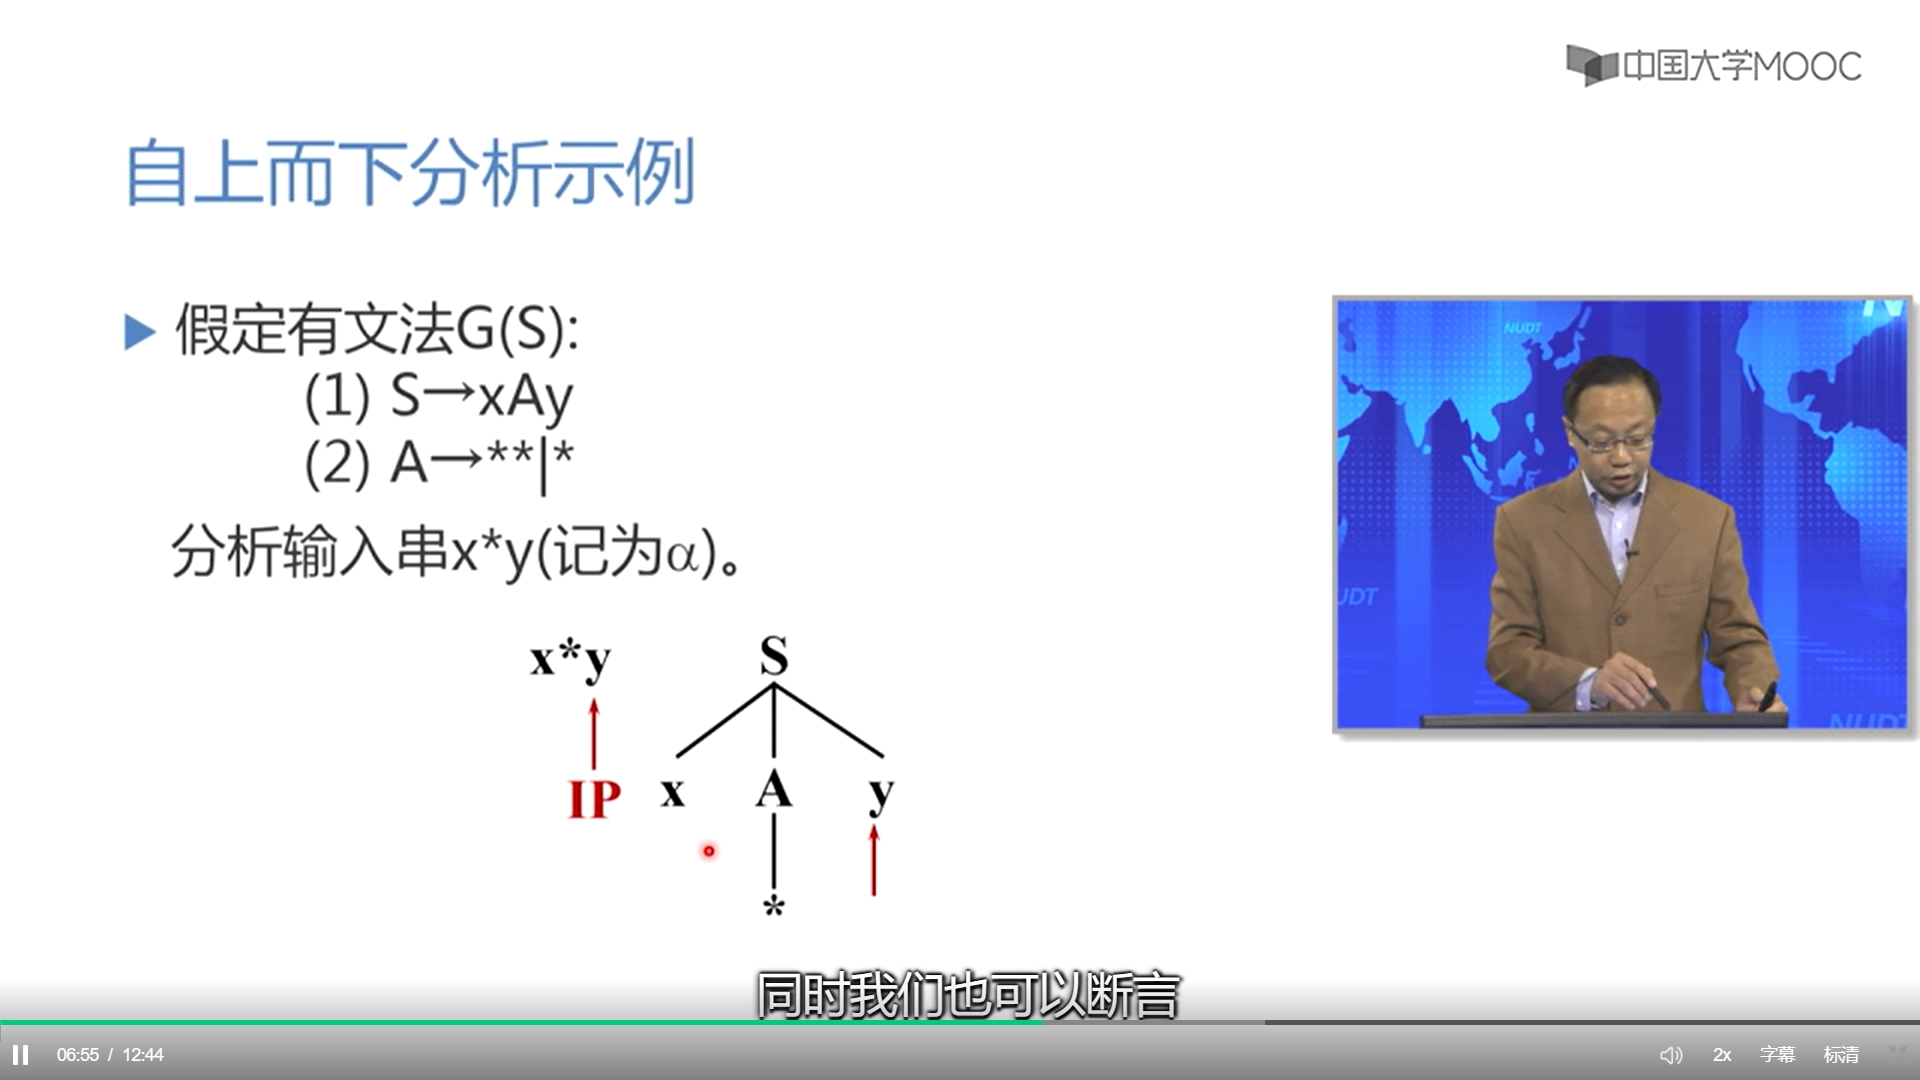 中国大学MOOC
自上而下分析示例
假定有文法G(S):
(1) S→xAy
(2) A→**|*
分析输入串x*y(记为α)。
x*y
S
IP
x A y
*
NUDT
UDT
NUDT
同时我们也可以断言
06:55 / 12:44
2x 字幕 标清